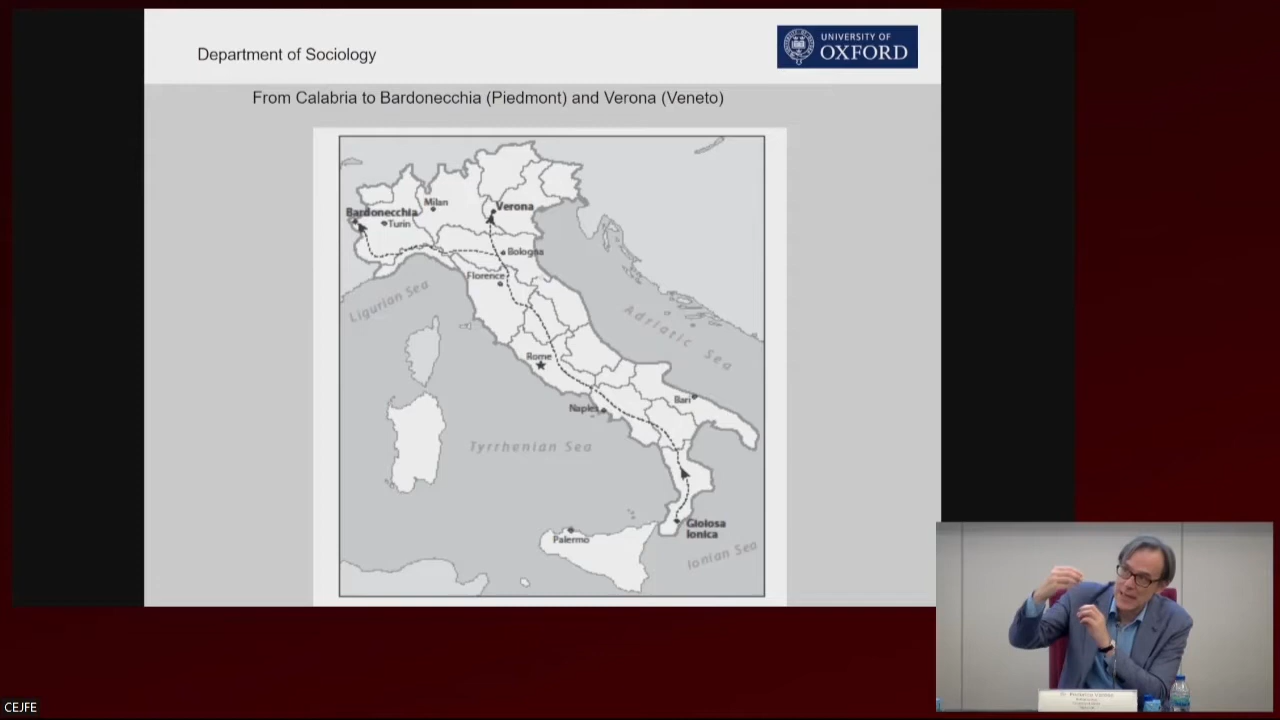 Department of Sociology
UNIVERSITY OF
OXFORD
From Calabria to Bardonecchia (Piedmont) and Verona (Veneto)
Milan
Verona
Bardonecchia
Turin
Bologna
Florence
Ligurian Sea
Adriatic Sea
Rome
Bari
Naples
Tyrrhenian Sea
Gioiosa
Ionica
Palermo
Ionian Sea
CEJFE